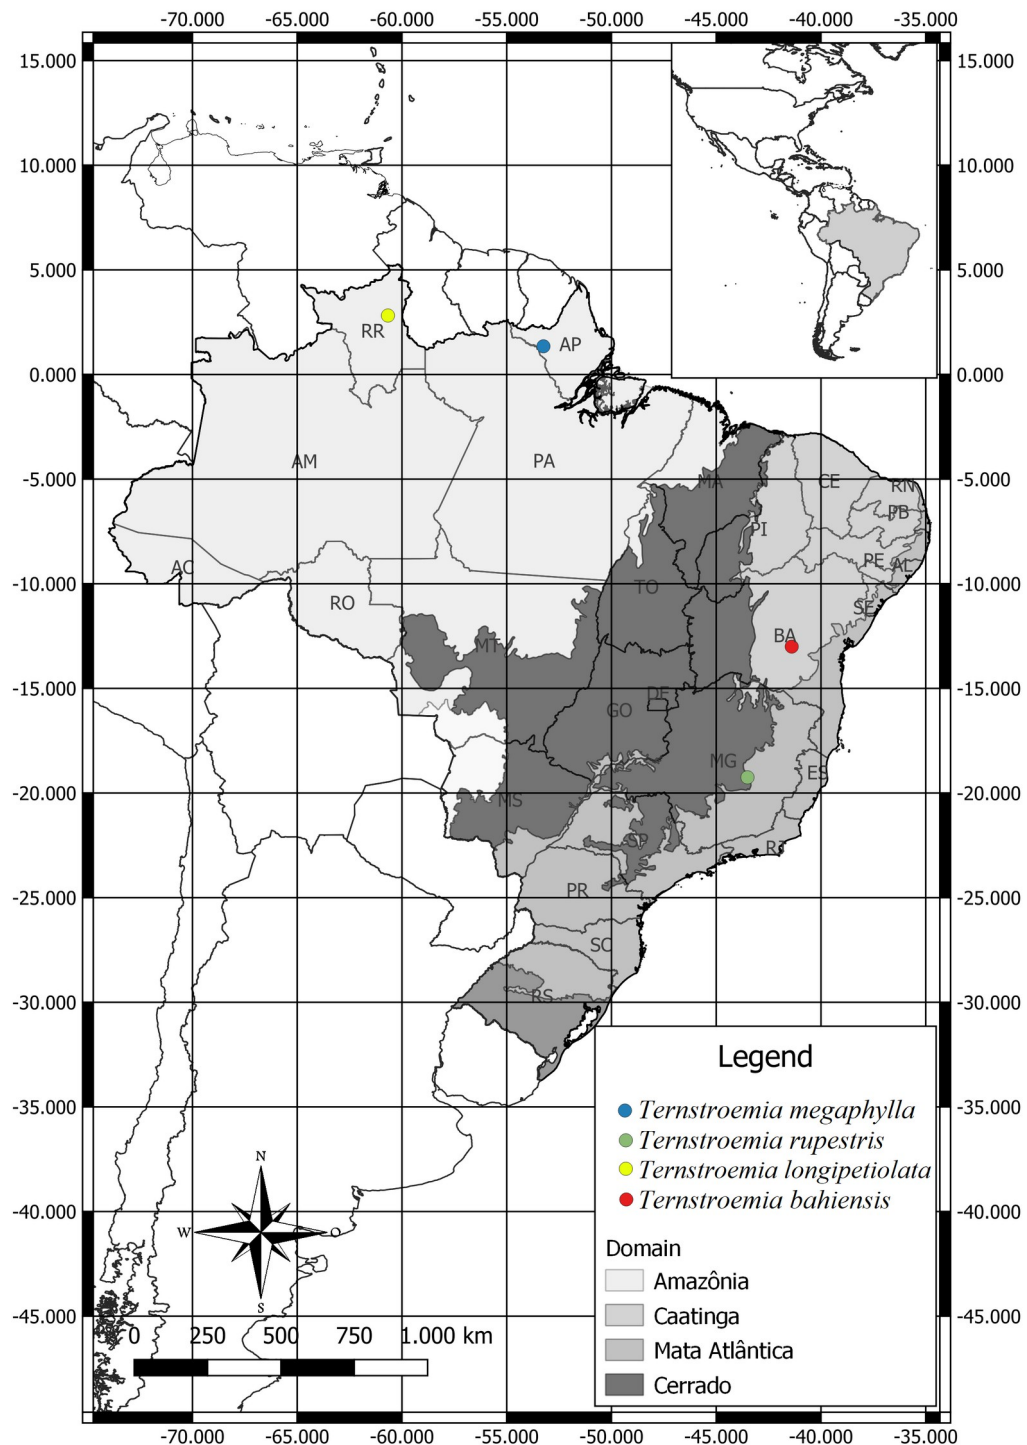 -70.000 -65.000 -60.000 -55.000 -50.000 -45.000 -40.000 -35.000
15.000 15.000
10.000 10.000
5.000 5.000
RR
AP
0.000 0.000
AM PA
MA CE
-5.000 -5.000
RN
PB
PI
PE AL
AC
-10.000 -10.000
TO
RO
SE
BA
MT
-15.000 -15.000
DF
GO
MG
ES
-20.000 -20.000
MS
SP
RJ
-25.000 -25.000
PR
SC
RS
-30.000 -30.000
Legend
Ternstroemia megaphylla
Ternstroemia rupestris
Ternstroemia longipetiolata
Ternstroemia bahiensis
-35.000 -35.000
N
W O
S
-40.000 -40.000
Domain
Amazônia
Caatinga
Mata Atlântica
Cerrado
-45.000 -45.000
0 250 500 750 1.000 km
-70.000 -65.000 -60.000 -55.000 -50.000 -45.000 -40.000 -35.000